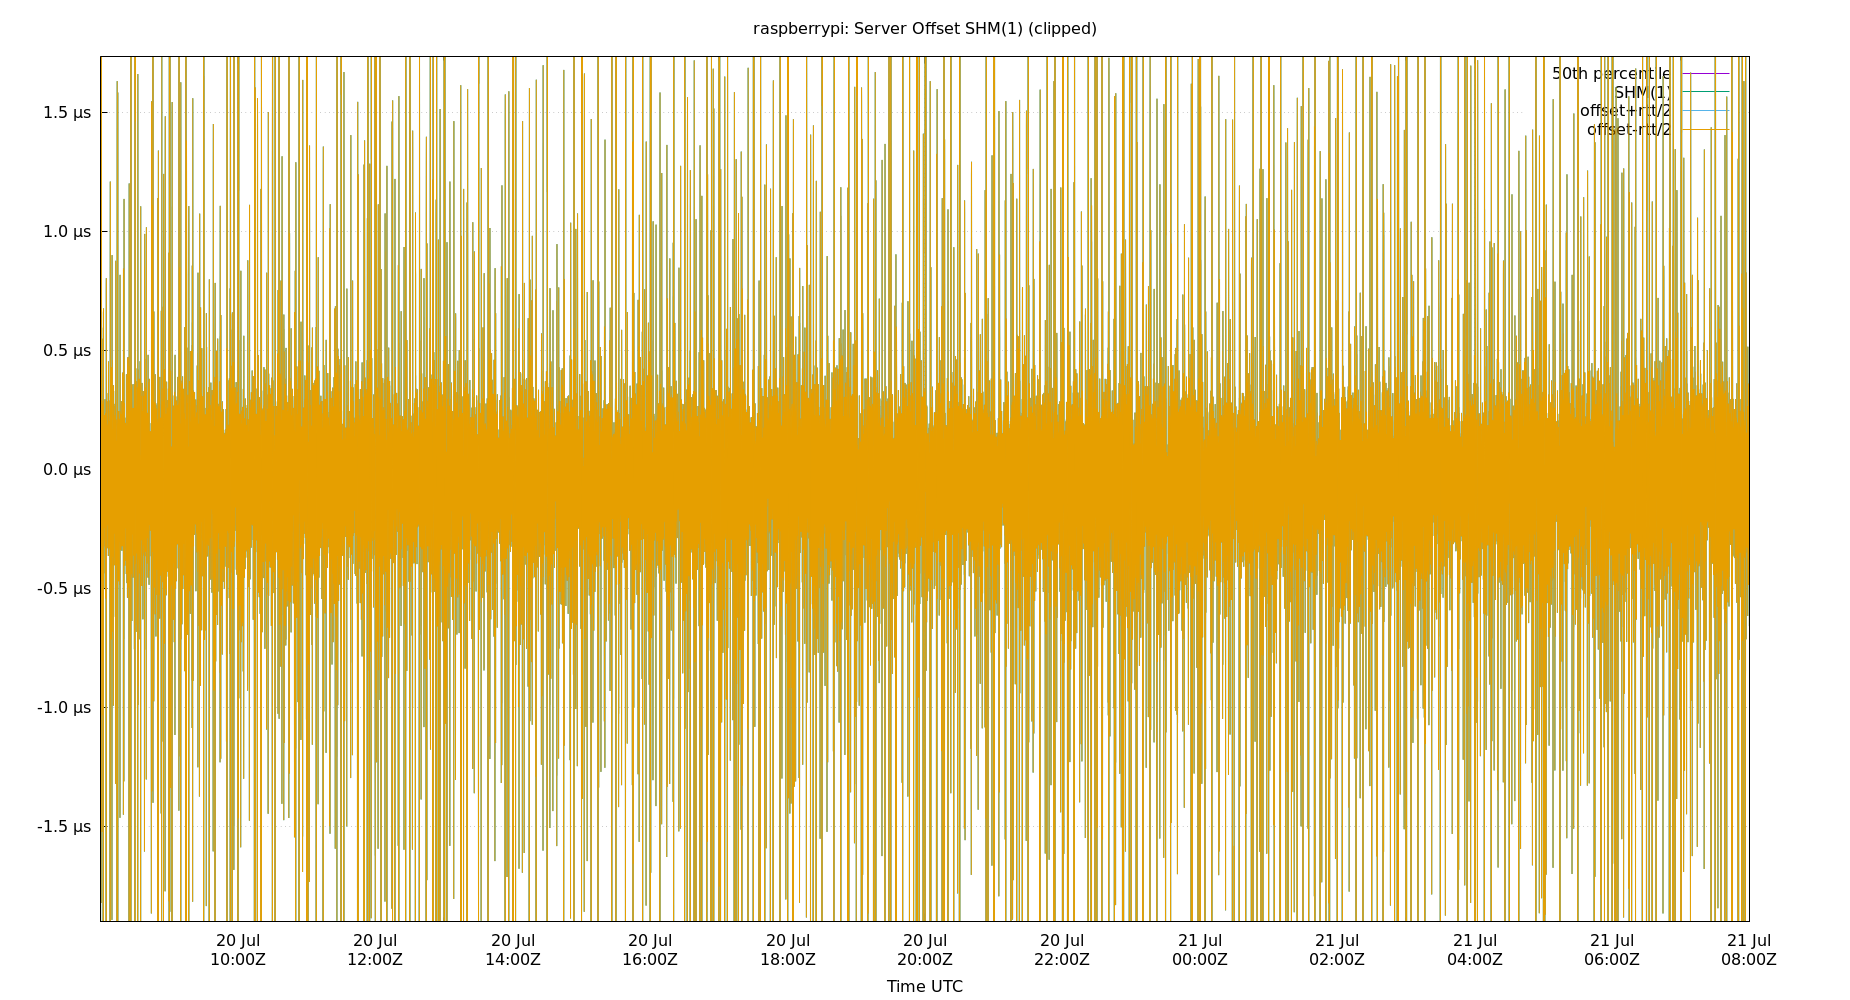 raspberrypi: Server Offset SHM(1) (clipped)
50th percentile
SHM(1)
offset+rtt/2
offset-rtt/2
1.5 µs
1.0 µs
0.5 µs
0.0 µs
-0.5 µs
-1.0 µs
-1.5 µs
20 Jul 20 Jul 20 Jul 20 Jul 20 Jul 20 Jul 20 Jul 21 Jul 21 Jul 21 Jul 21 Jul 21 Jul
10:00Z 12:00Z 14:00Z 16:00Z 18:00Z 20:00Z 22:00Z 00:00Z 02:00Z 04:00Z 06:00Z 08:00Z
Time UTC